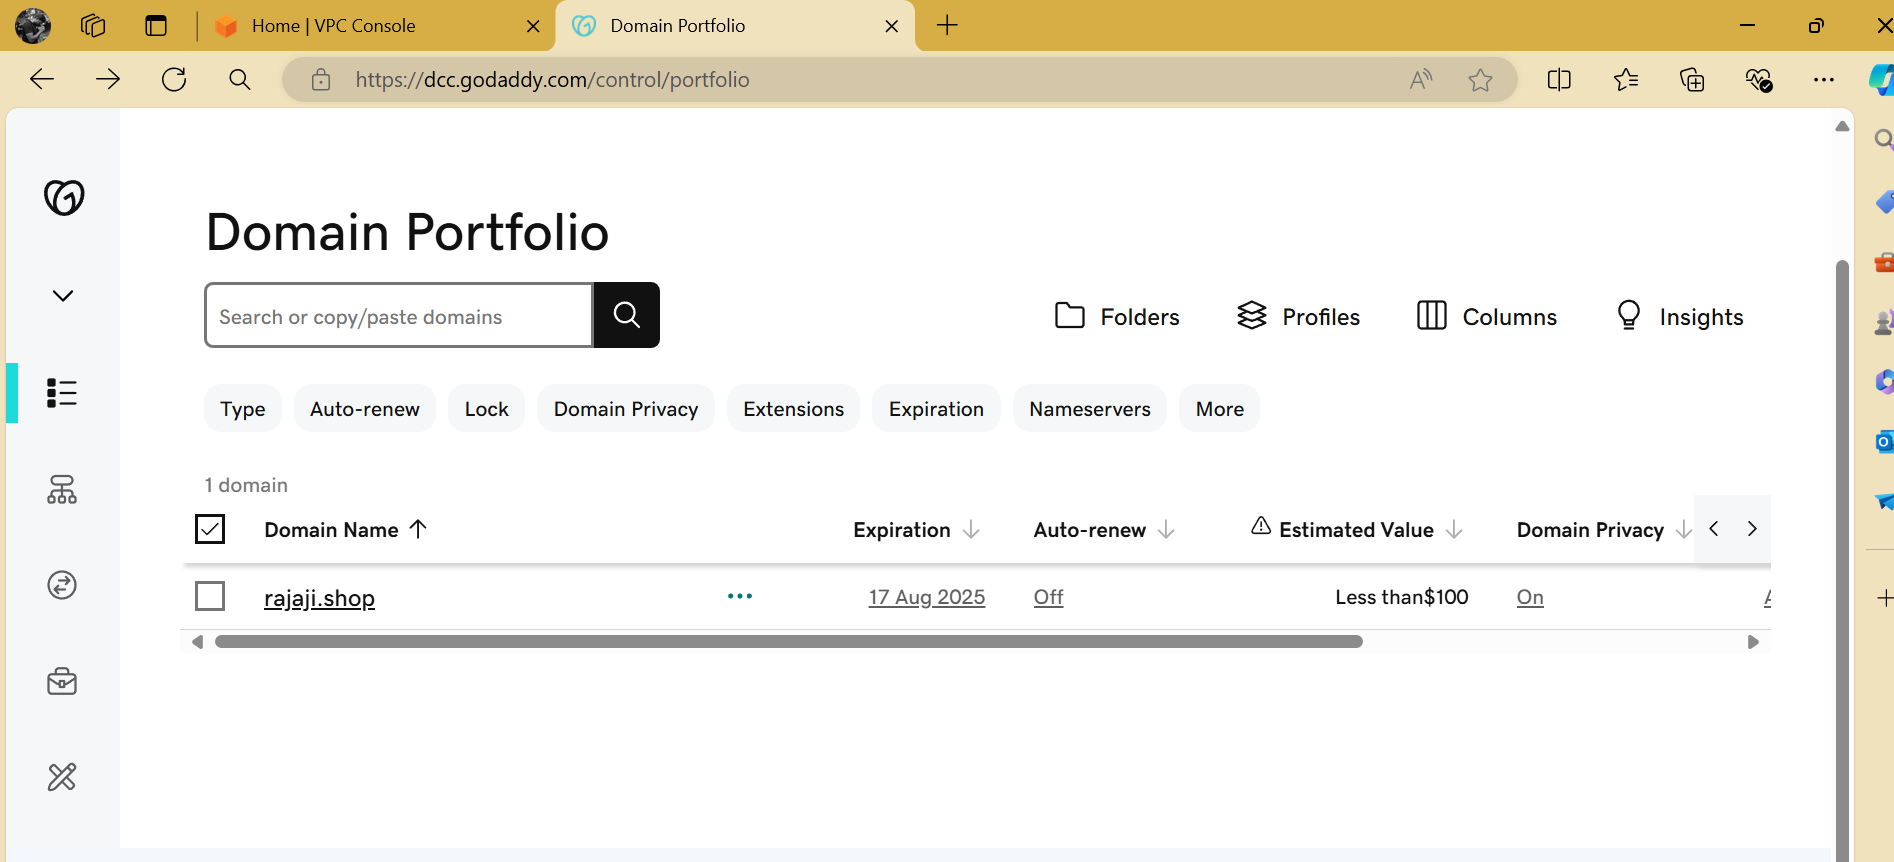 Home | VPC Console
Domain Portfolio
https://dcc.godaddy.com/control/portfolio
Domain Portfolio
Search or copy/paste domains
Folders
Profiles
Columns
Insights
Type
Auto-renew
Lock
Domain Privacy
Extensions
Expiration
Nameservers
More
1 domain
Domain Name Expiration Auto-renew Estimated Value Domain Privacy
rajaji.shop 17 Aug 2025 Off Less than$100 On